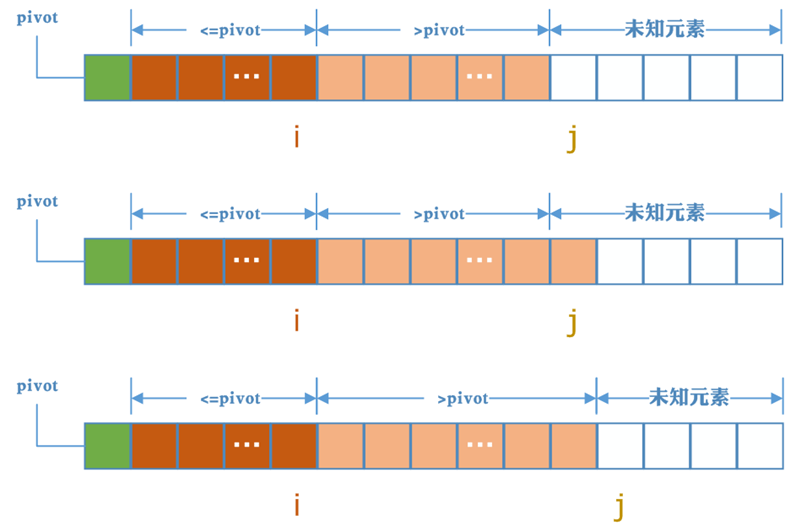 pivot
<=pivot >pivot 未知元素
...
...
i j
pivot
<=pivot >pivot 未知元素
...
...
i j
pivot
<=pivot >pivot 未知元素
...
...
i j